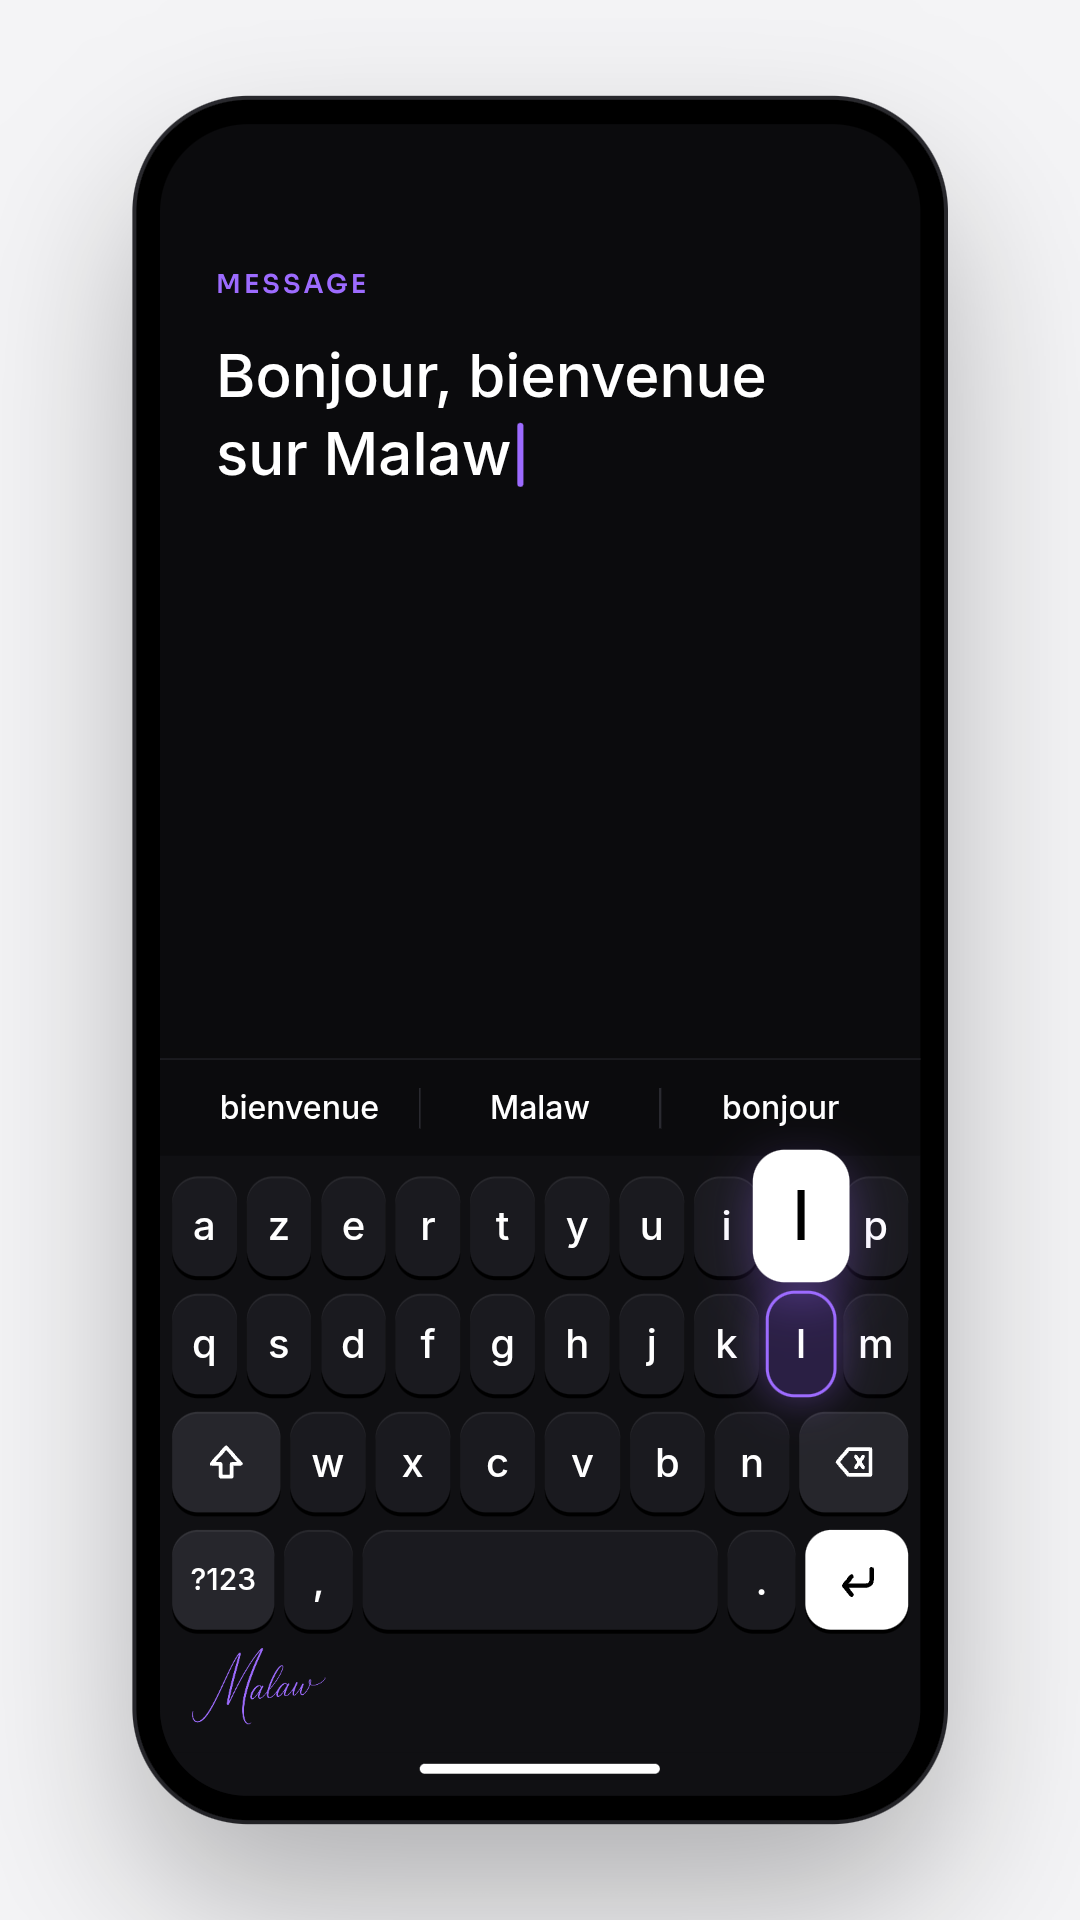 MESSAGE
Bonjour, bienvenue
sur Malaw
bienvenue Malaw bonjour
a z e r t y u i l p
q s d f g h j k l m
w x c v b n
?123 , .
Malaw